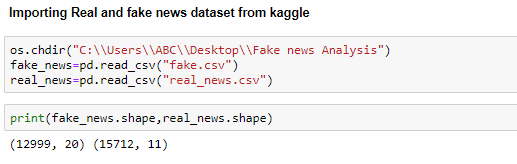 Importing Real and fake news dataset from kaggle
os.chdir("C:\\Users\\ABC\\Desktop\\Fake news Analysis")
fake_news=pd.read_csv("fake.csv")
real_news=pd.read_csv("real_news.csv")
print(fake_news.shape,real_news.shape)
(12999, 20) (15712, 11)